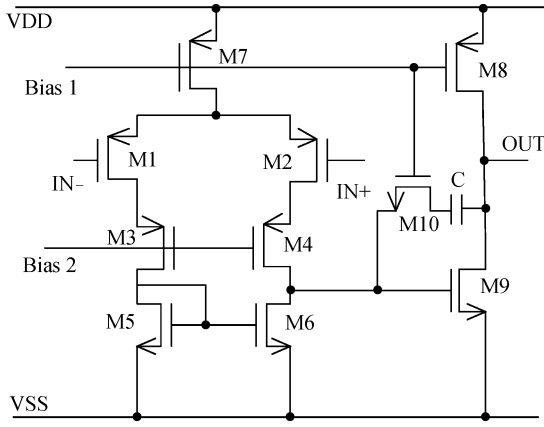 VDD
M7
Bias 1
M8
M1
M2
OUT
IN−
IN+
C
M3
M4
M10
Bias 2
M9
M5
M6
VSS